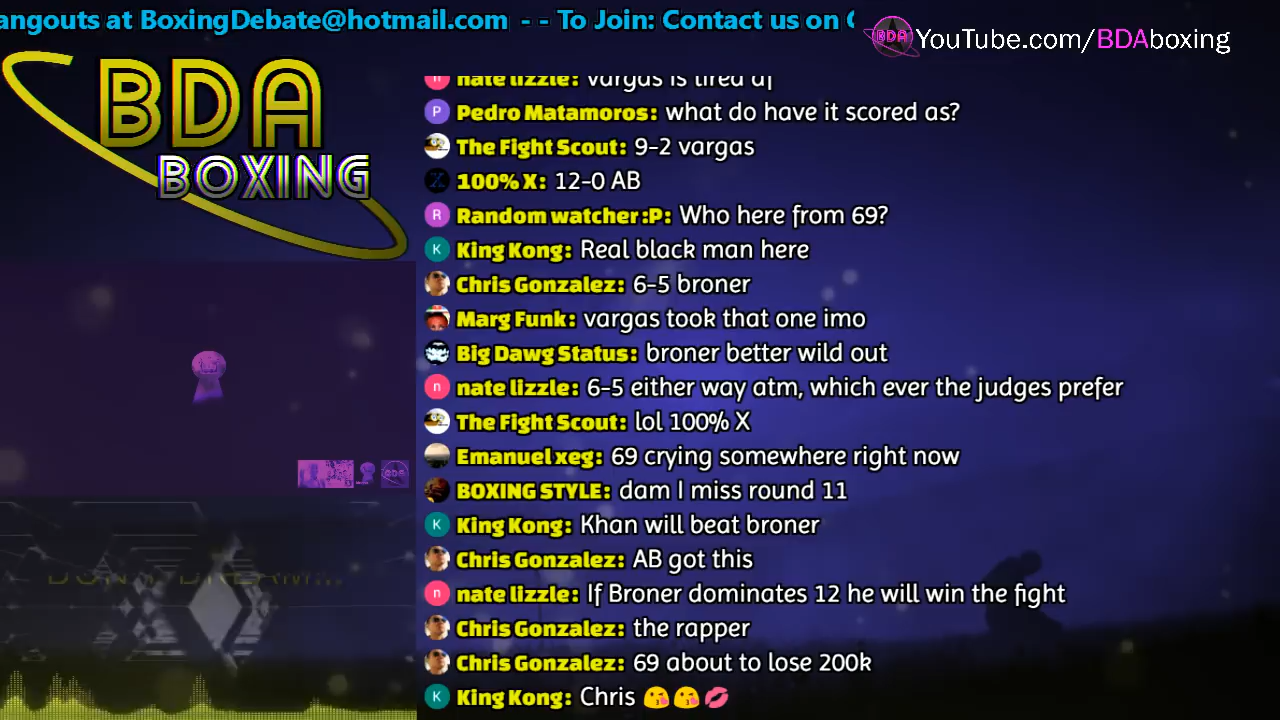 angouts at BoxingDebate@hotmail.com - - To Join: Contact us on
BDA YouTube.com/BDAboxing
BDA
BOXING
nate lizzle: vargas is tired
Pedro Matamoros: what do have it scored as?
The Fight Scout: 9-2 vargas
100% X: 12-0 AB
Random watcher :P: Who here from 69?
King Kong: Real black man here
Chris Gonzalez: 6-5 broner
Marg Funk: vargas took that one imo
Big Dawg Status: broner better wild out
nate lizzle: 6-5 either way atm, which ever the judges prefer
The Fight Scout: lol 100% X
Emanuel xeg: 69 crying somewhere right now
BOXING STYLE: dam I miss round 11
King Kong: Khan will beat broner
Chris Gonzalez: AB got this
nate lizzle: If Broner dominates 12 he will win the fight
Chris Gonzalez: the rapper
Chris Gonzalez: 69 about to lose 200k
King Kong: Chris 😘😘💋